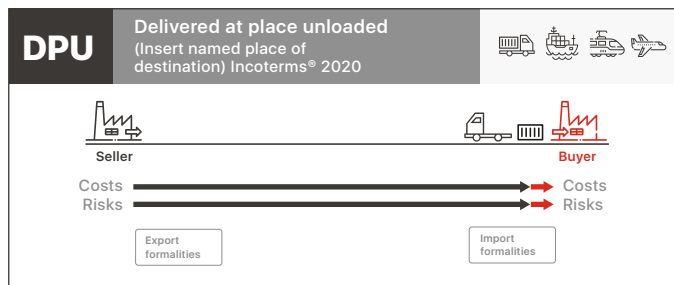 DPU
Delivered at place unloaded
(Insert named place of
destination) Incoterms® 2020
Seller
Buyer
Costs
Costs
Risks
Risks
Export
formalities
Import
formalities